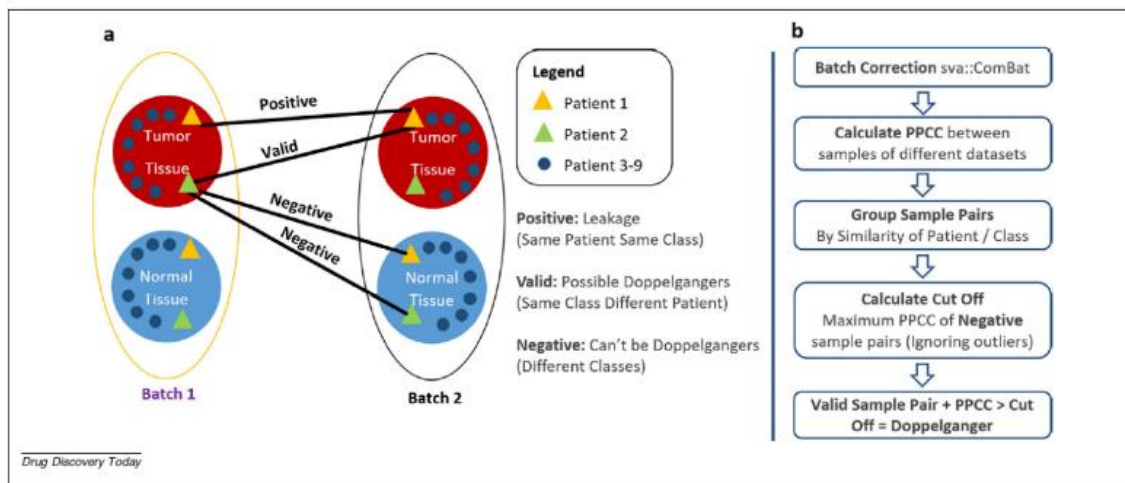 a
Positive
Tumor
Tissue
Valid
Negative
Negative
Normal
Tissue
Batch 1
Tumor
Tissue
Normal
Tissue
Batch 2
Legend
Patient 1
Patient 2
Patient 3-9
Positive: Leakage
(Same Patient Same Class)
Valid: Possible Doppelgangers
(Same Class Different Patient)
Negative: Can't be Doppelgangers
(Different Classes)
b
Batch Correction sva::ComBat
Calculate PPCC between
samples of different datasets
Group Sample Pairs
By Similarity of Patient / Class
Calculate Cut Off
Maximum PPCC of Negative
sample pairs (Ignoring outliers)
Valid Sample Pair + PPCC > Cut
Off = Doppelganger
Drug Discovery Today